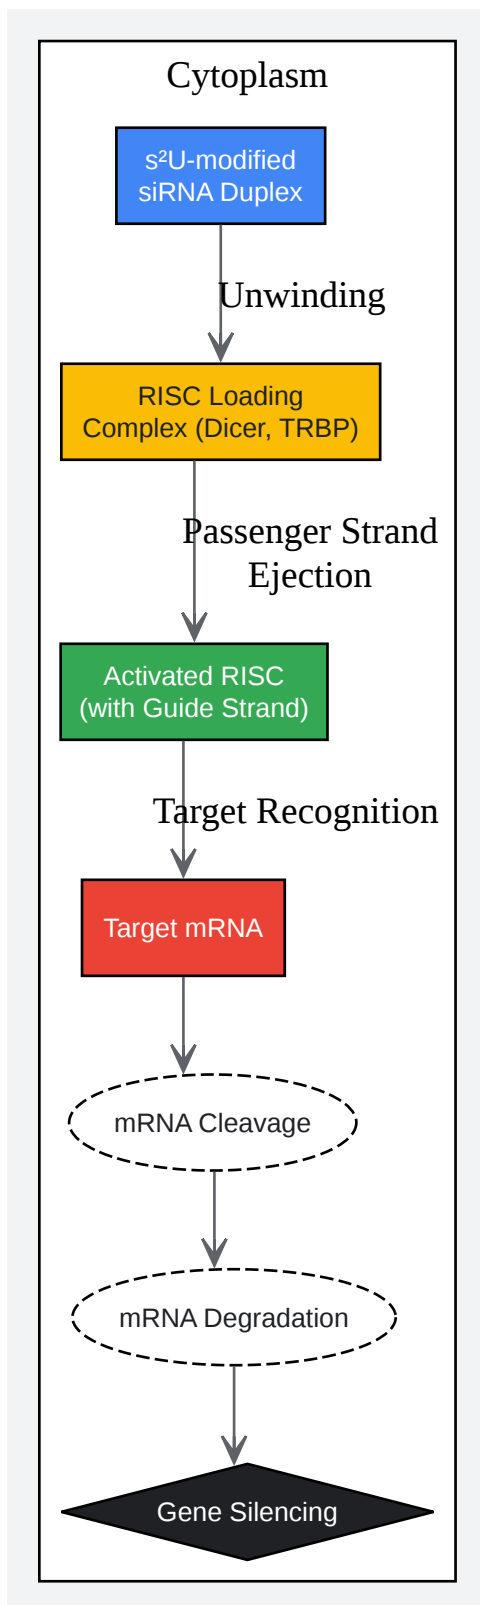 Cytoplasm
s²U-modified
siRNA Duplex
Unwinding
RISC Loading
Complex (Dicer, TRBP)
Passenger Strand
Ejection
Activated RISC
(with Guide Strand)
Target Recognition
Target mRNA
mRNA Cleavage
mRNA Degradation
Gene Silencing